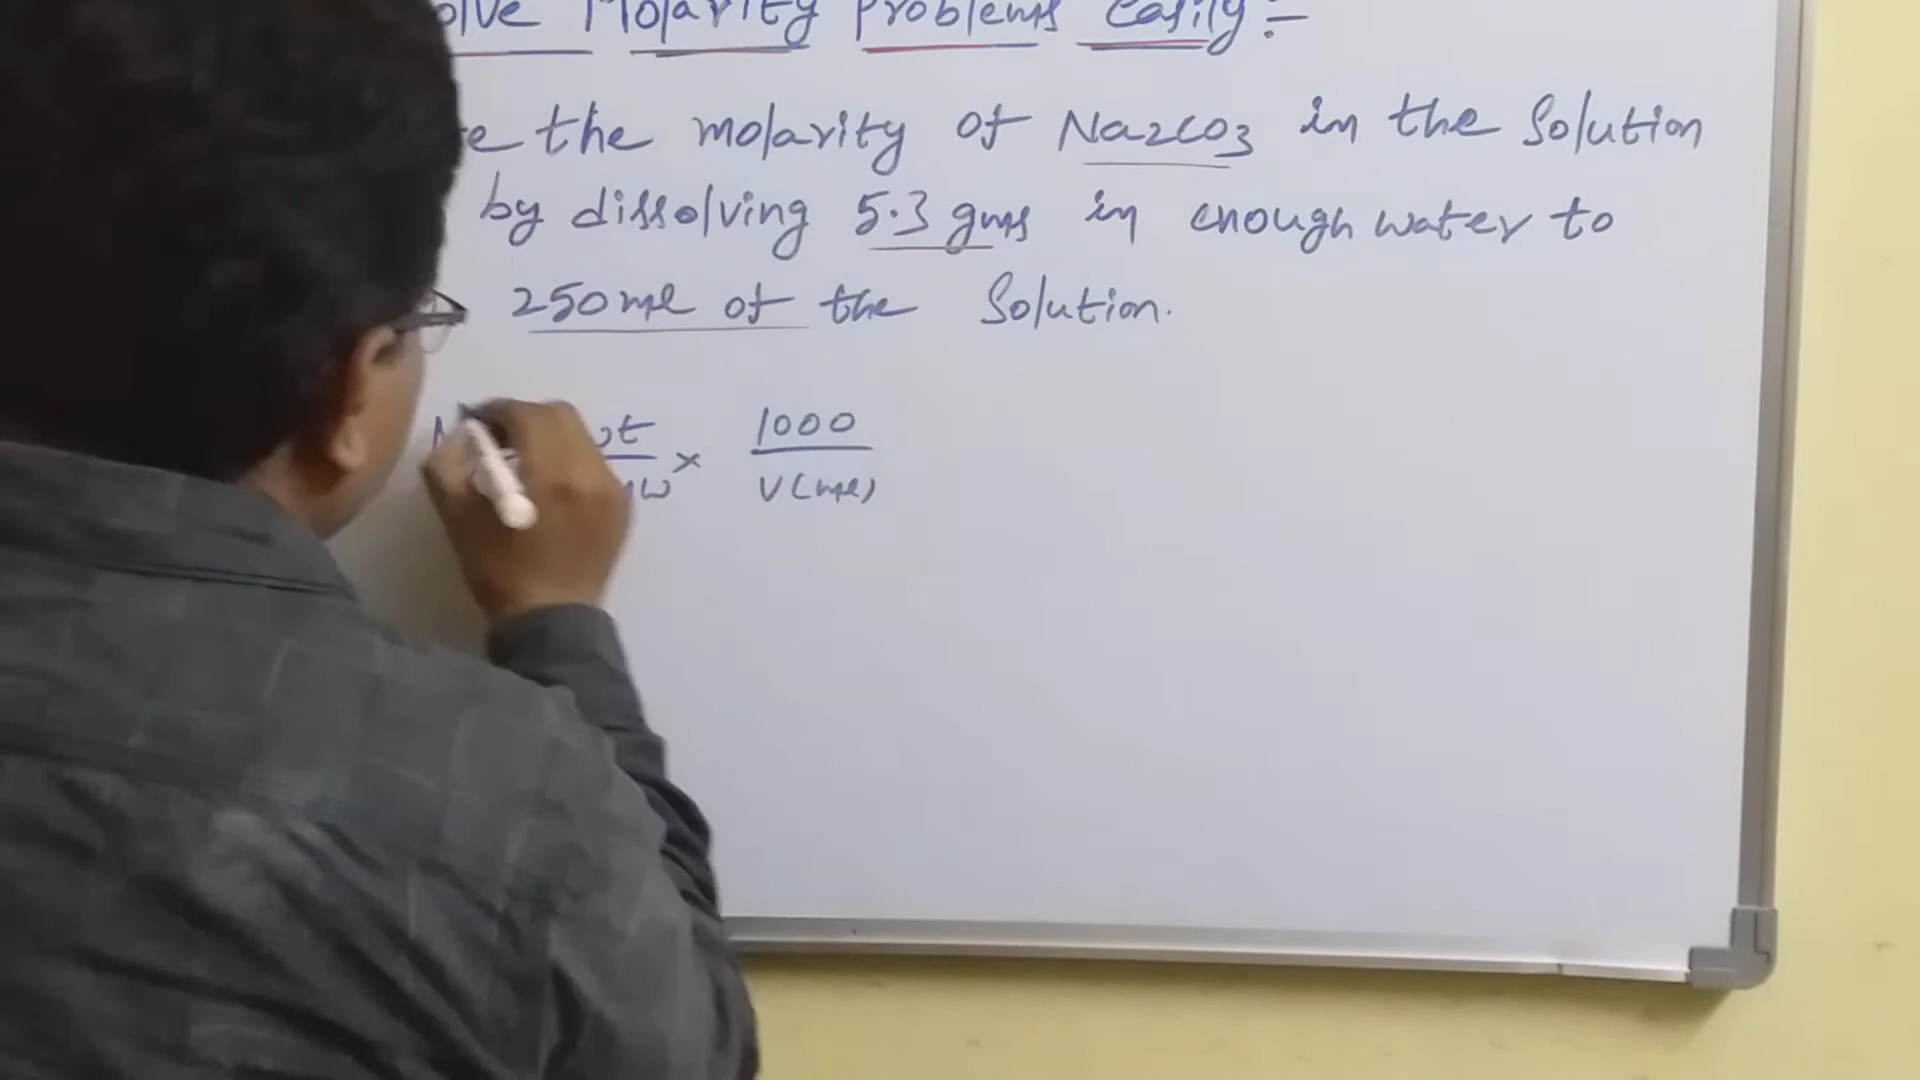 Molarity Problems Easily:-
the molarity of Na2CO3 in the Solution
by dissolving 5.3 gms in enough water to
250ml of the Solution.
× 1000
V(ml)